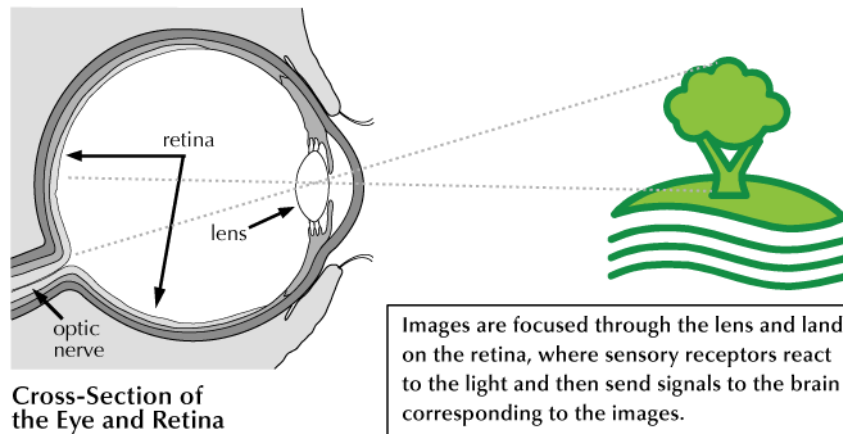 retina
lens
optic
nerve
Cross-Section of
the Eye and Retina
Images are focused through the lens and land
on the retina, where sensory receptors react
to the light and then send signals to the brain
corresponding to the images.